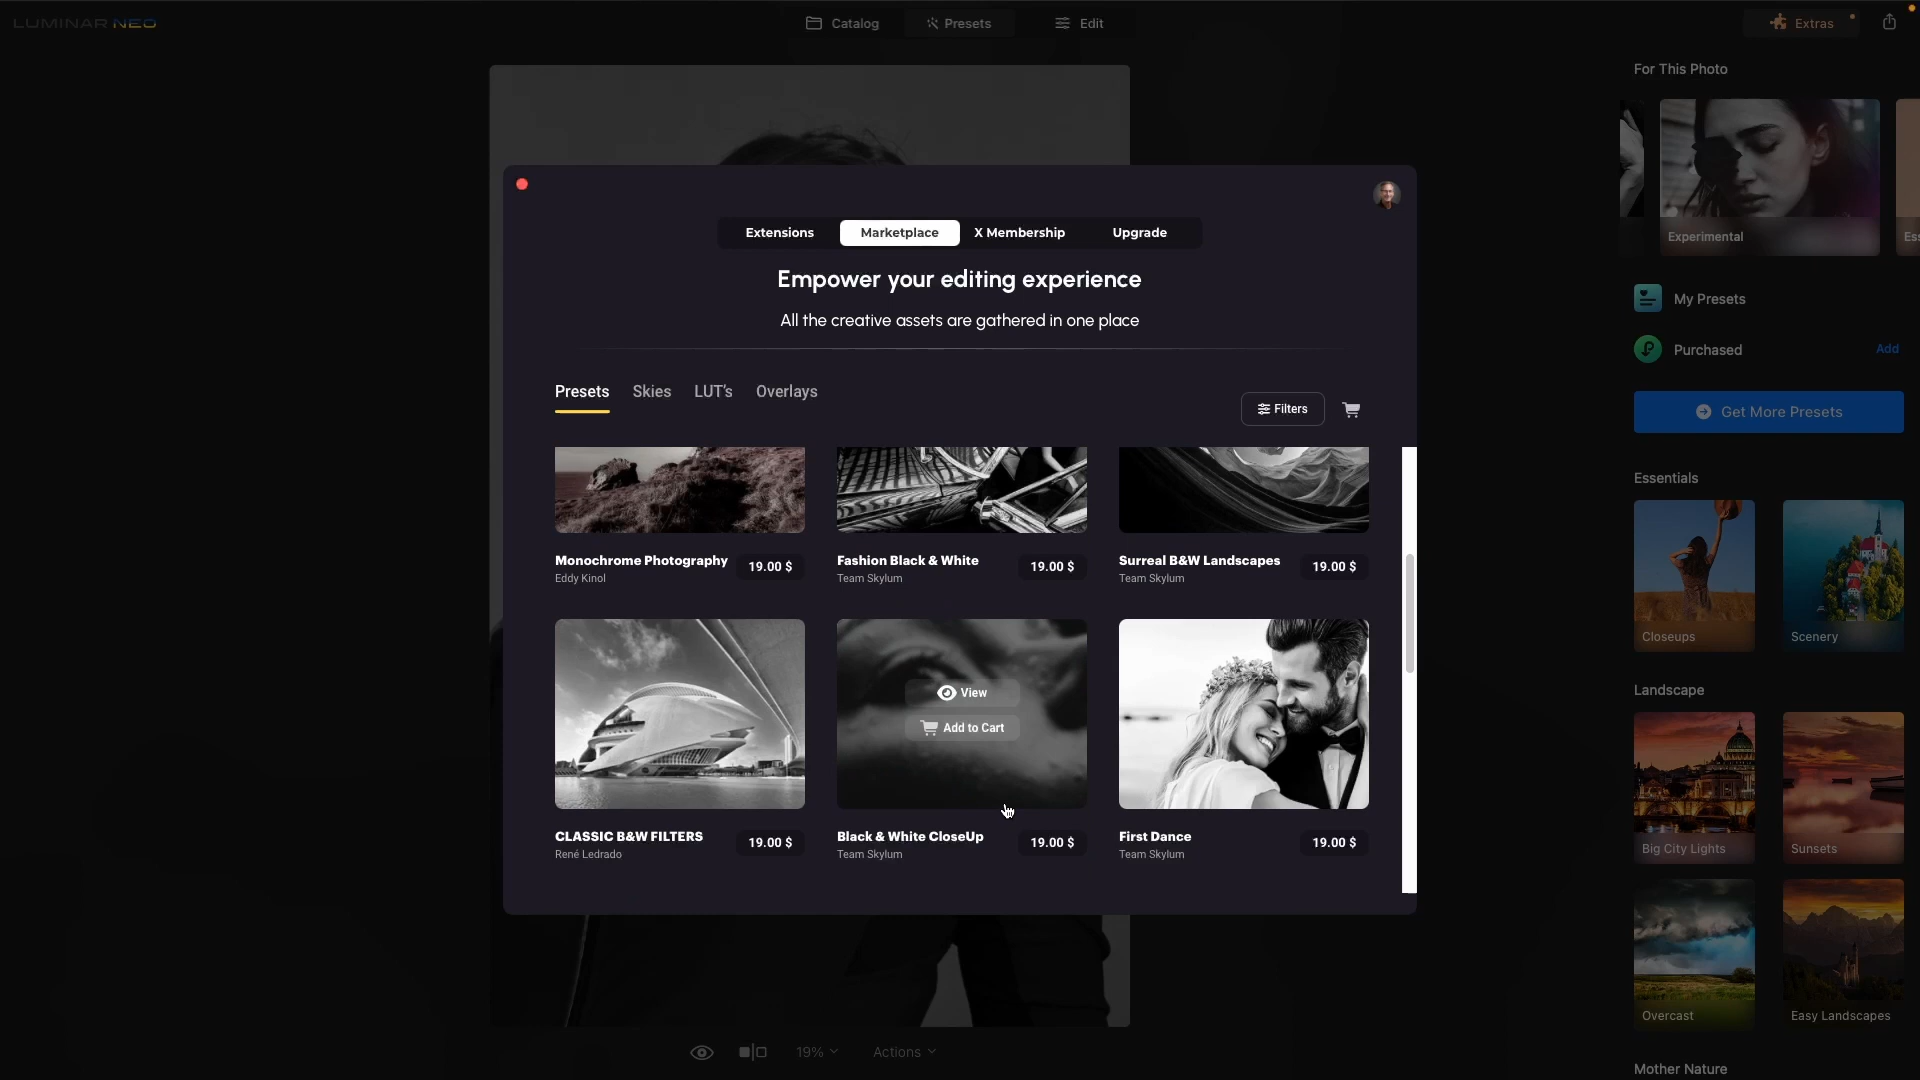 LUMINAR NEO
Catalog
Presets
Edit
Extras
For This Photo
Experimental
Ess
My Presets
Purchased
Add
Get More Presets
Essentials
Closeups
Scenery
Landscape
Big City Lights
Sunsets
Overcast
Easy Landscapes
Mother Nature
Extensions
Marketplace
X Membership
Upgrade
Empower your editing experience
All the creative assets are gathered in one place
Presets
Skies
LUT's
Overlays
Filters
Monochrome Photography
Eddy Kinol
19.00 $
Fashion Black & White
Team Skylum
19.00 $
Surreal B&W Landscapes
Team Skylum
19.00 $
View
Add to Cart
CLASSIC B&W FILTERS
René Ledrado
19.00 $
Black & White CloseUp
Team Skylum
19.00 $
First Dance
Team Skylum
19.00 $
19%
Actions